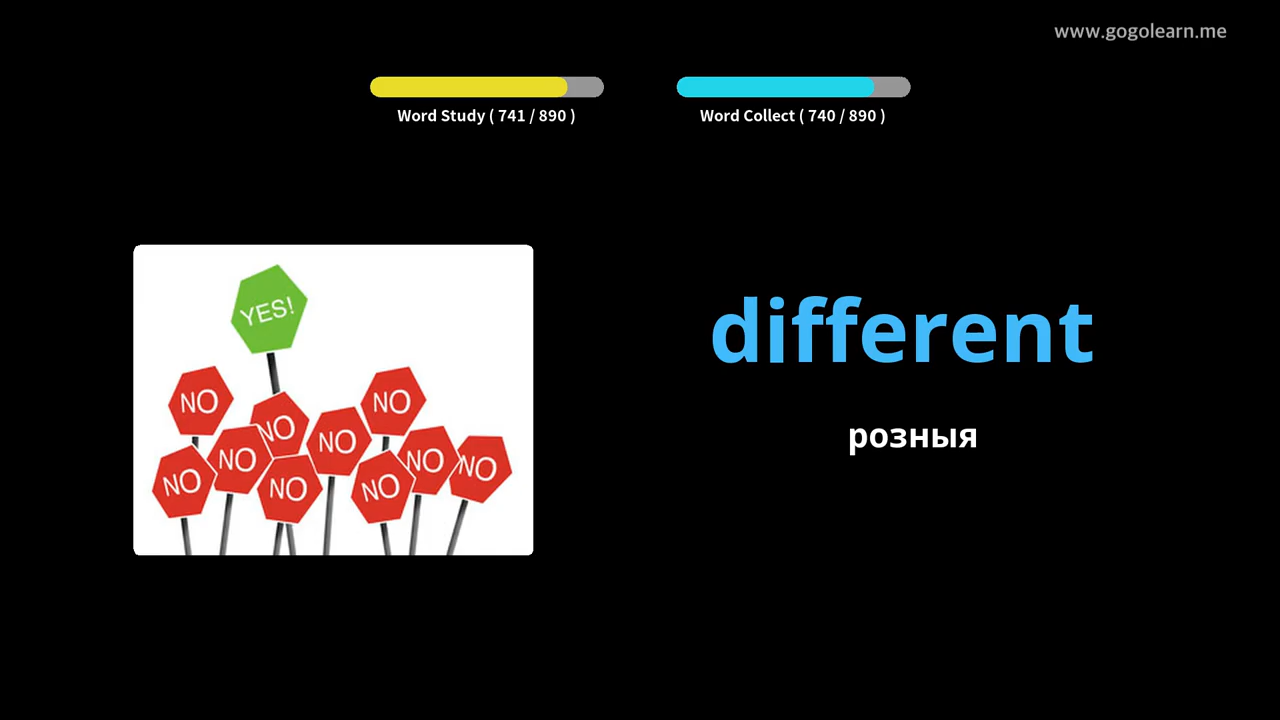 www.gogolearn.me
Word Study ( 741 / 890 )
Word Collect ( 740 / 890 )
YES!
NO
NO
NO
NO
NO
NO
NO
NO
NO
NO
different
розныя